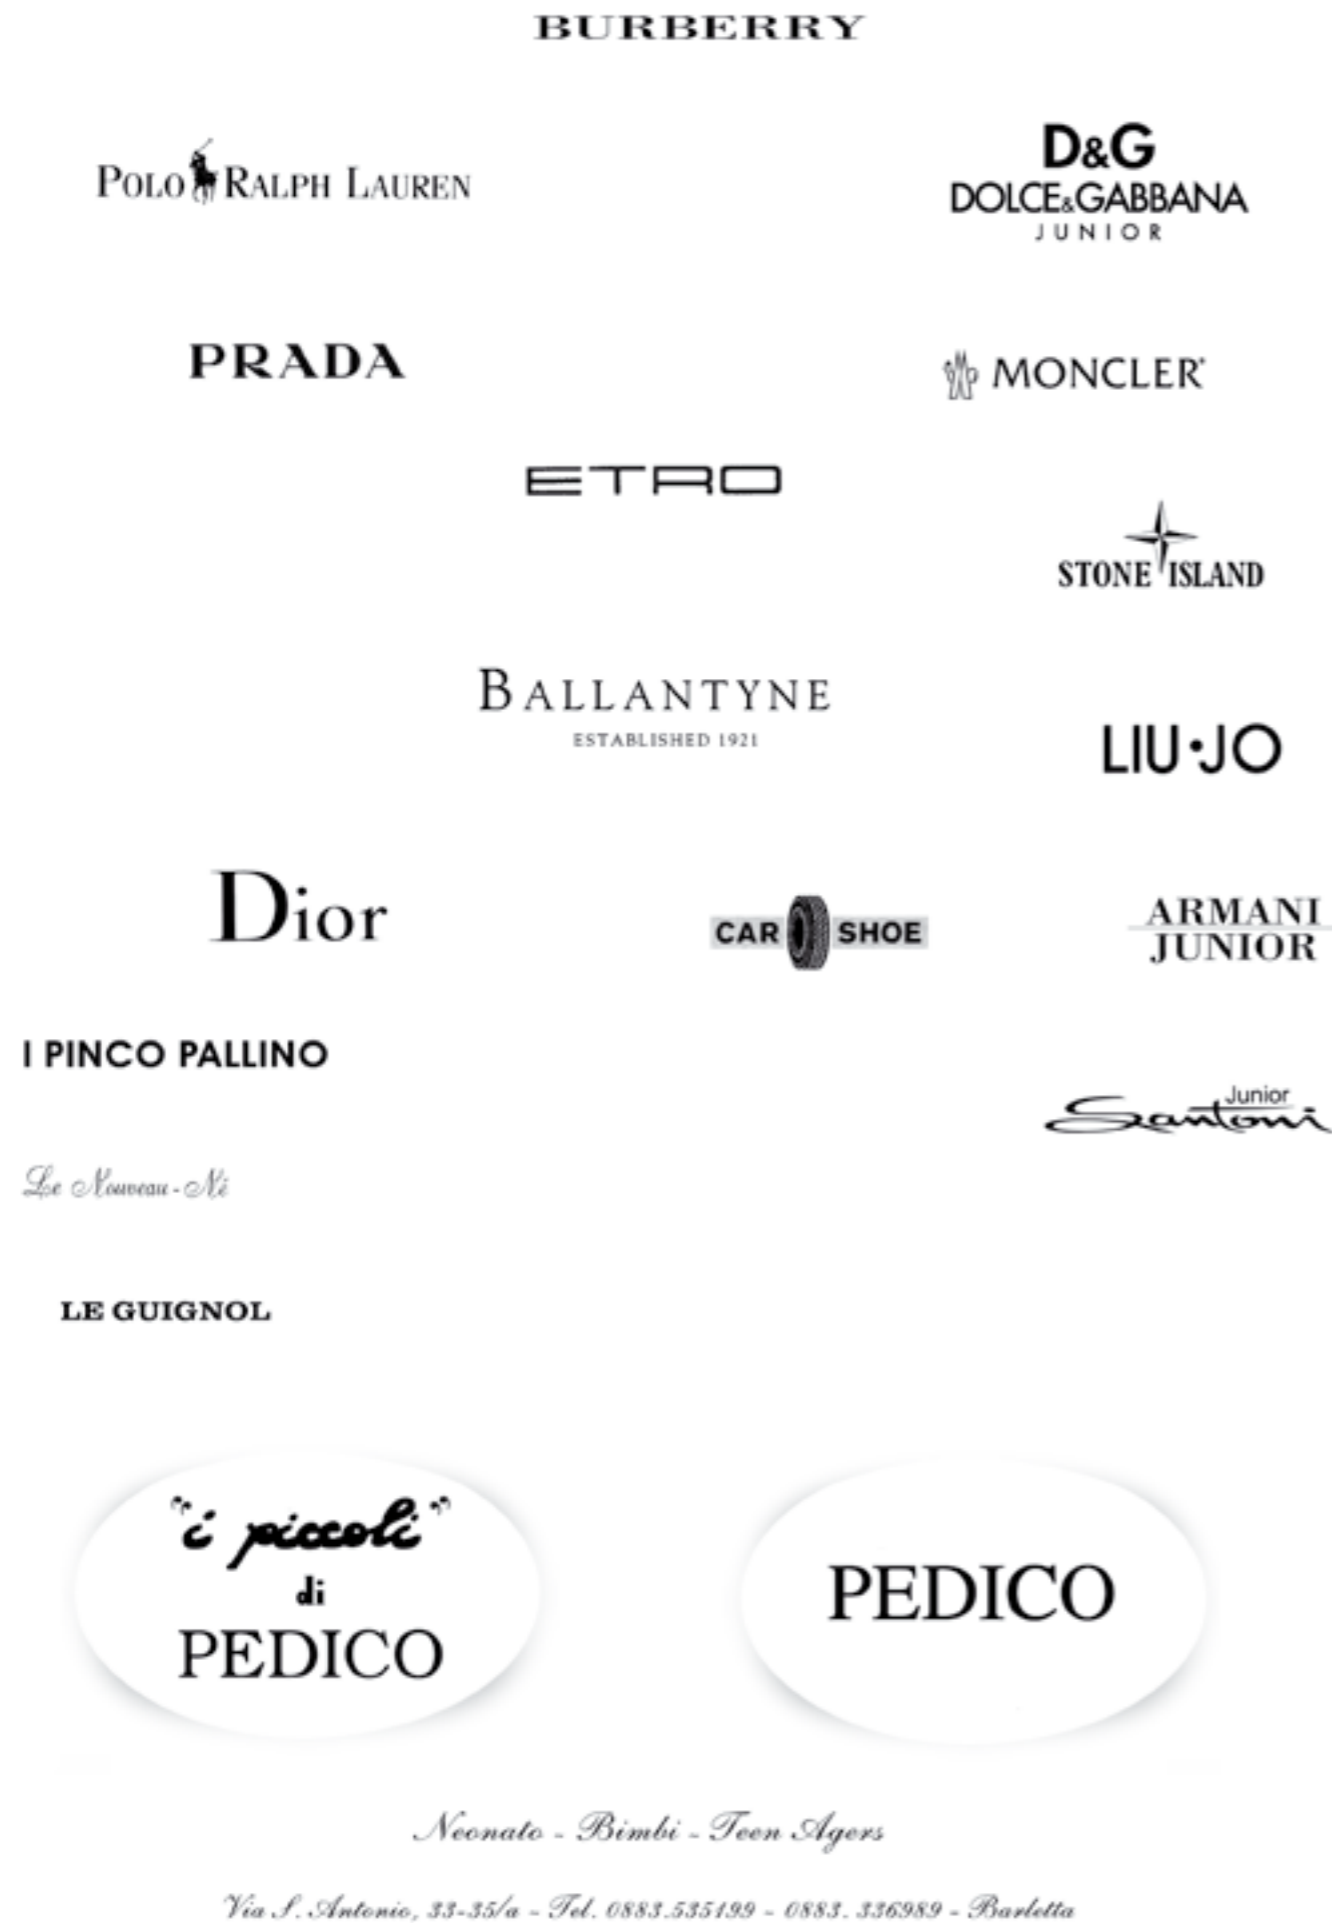 BURBERRY
POLO RALPH LAUREN
D&G
DOLCE&GABBANA
JUNIOR
PRADA
MONCLER
ETRO
STONE ISLAND
BALLANTYNE
ESTABLISHED 1921
LIU·JO
Dior
CAR SHOE
ARMANI
JUNIOR
I PINCO PALLINO
Junior
Santoni
Le Nouveau-Né
LE GUIGNOL
"i piccoli"
di
PEDICO
PEDICO
Neonato - Bimbi - Teen Agers
Via S. Antonio, 33-35/a - Tel. 0883.535199 - 0883. 336989 - Barletta